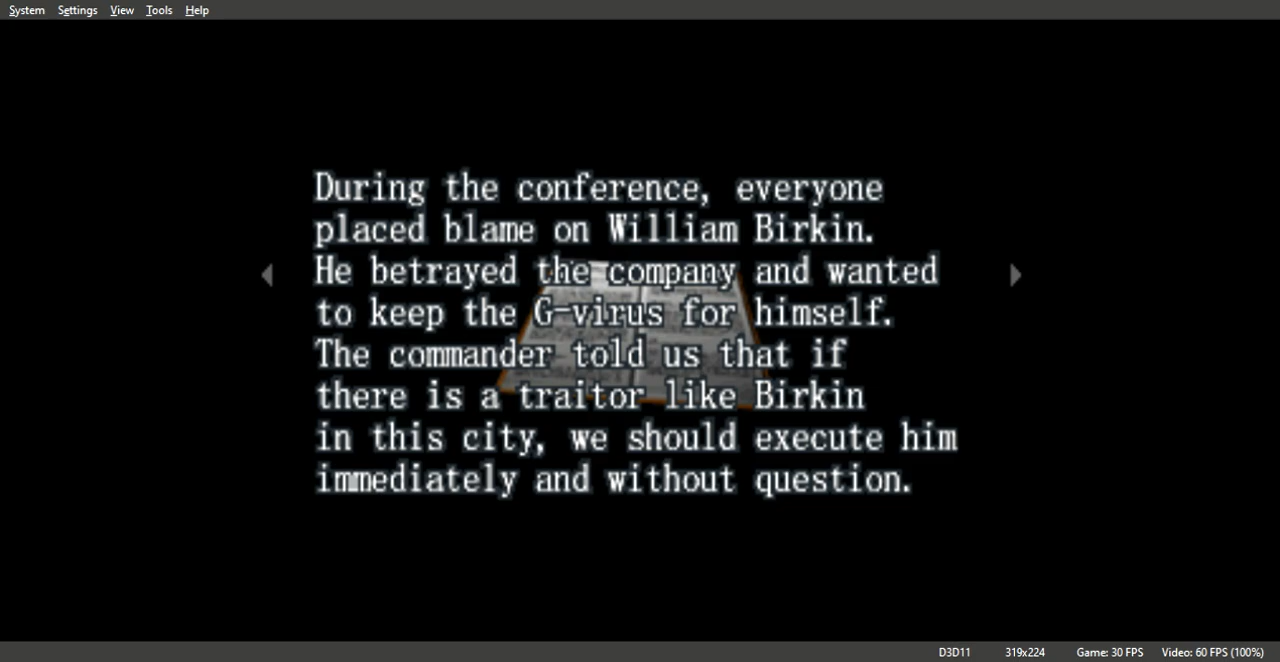 System Settings View Tools Help
During the conference, everyone
placed blame on William Birkin.
He betrayed the company and wanted
to keep the G-virus for himself.
The commander told us that if
there is a traitor like Birkin
in this city, we should execute him
immediately and without question.
D3D11 319x224 Game: 30 FPS Video: 60 FPS (100%)